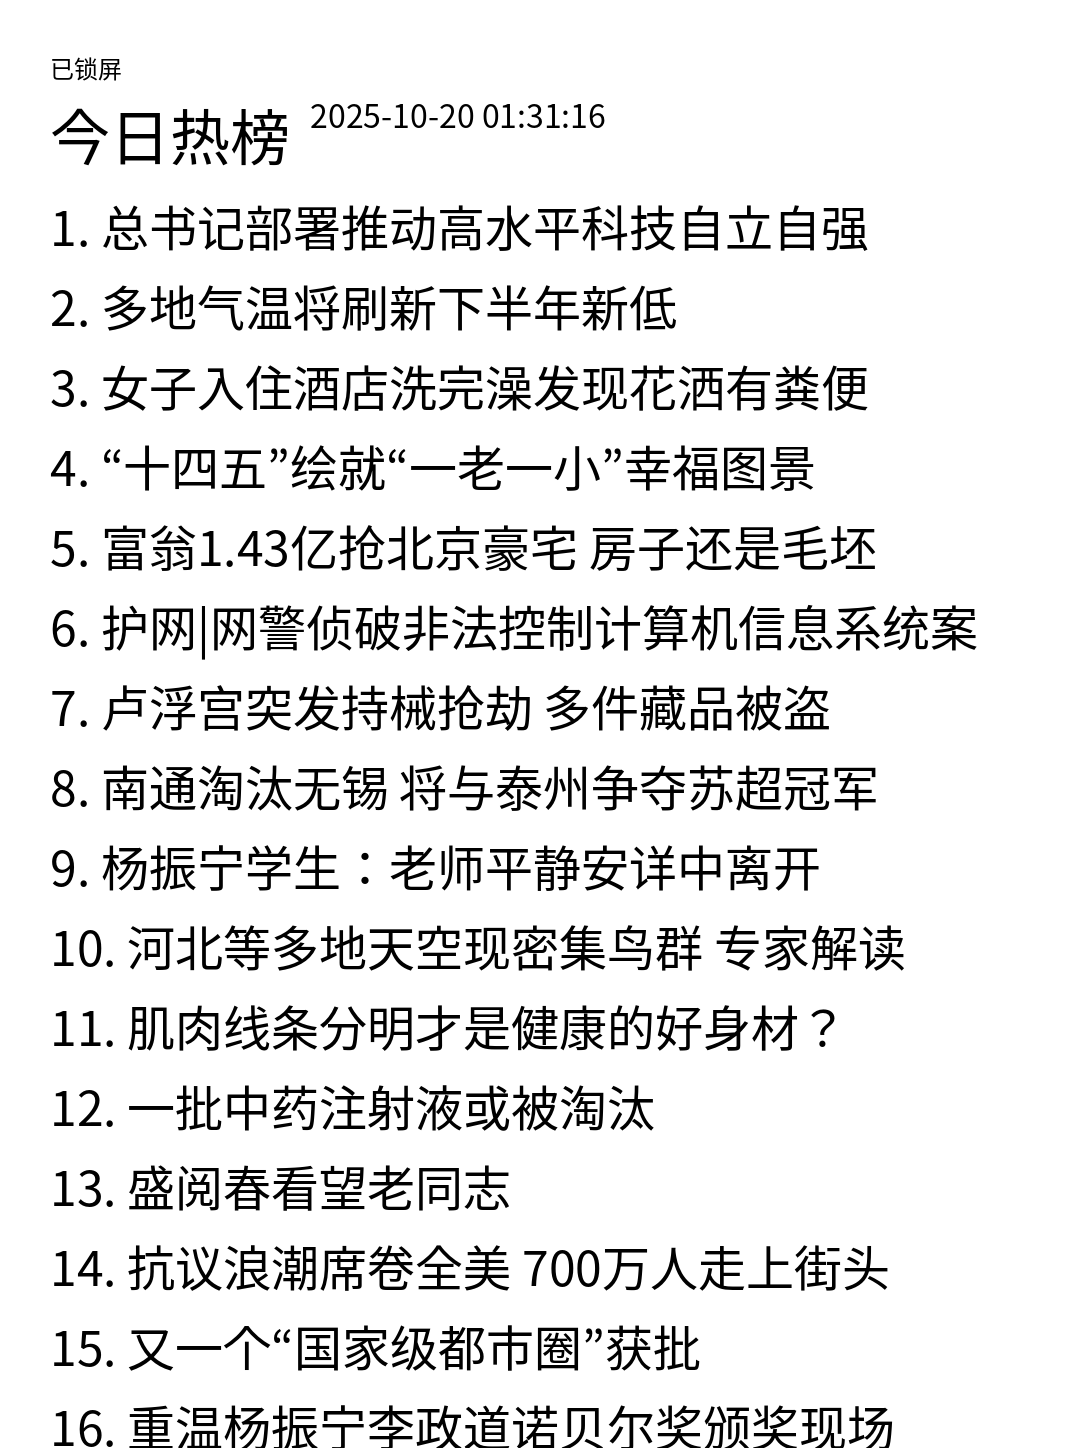 已锁屏
今日热榜 2025-10-20 01:31:16
1. 总书记部署推动高水平科技自立自强
2. 多地气温将刷新下半年新低
3. 女子入住酒店洗完澡发现花洒有粪便
4. “十四五”绘就“一老一小”幸福图景
5. 富翁1.43亿抢北京豪宅 房子还是毛坯
6. 护网|网警侦破非法控制计算机信息系统案
7. 卢浮宫突发持械抢劫 多件藏品被盗
8. 南通淘汰无锡 将与泰州争夺苏超冠军
9. 杨振宁学生：老师平静安详中离开
10. 河北等多地天空现密集鸟群 专家解读
11. 肌肉线条分明才是健康的好身材？
12. 一批中药注射液或被淘汰
13. 盛阅春看望老同志
14. 抗议浪潮席卷全美 700万人走上街头
15. 又一个“国家级都市圈”获批
16. 重温杨振宁李政道诺贝尔奖颁奖现场